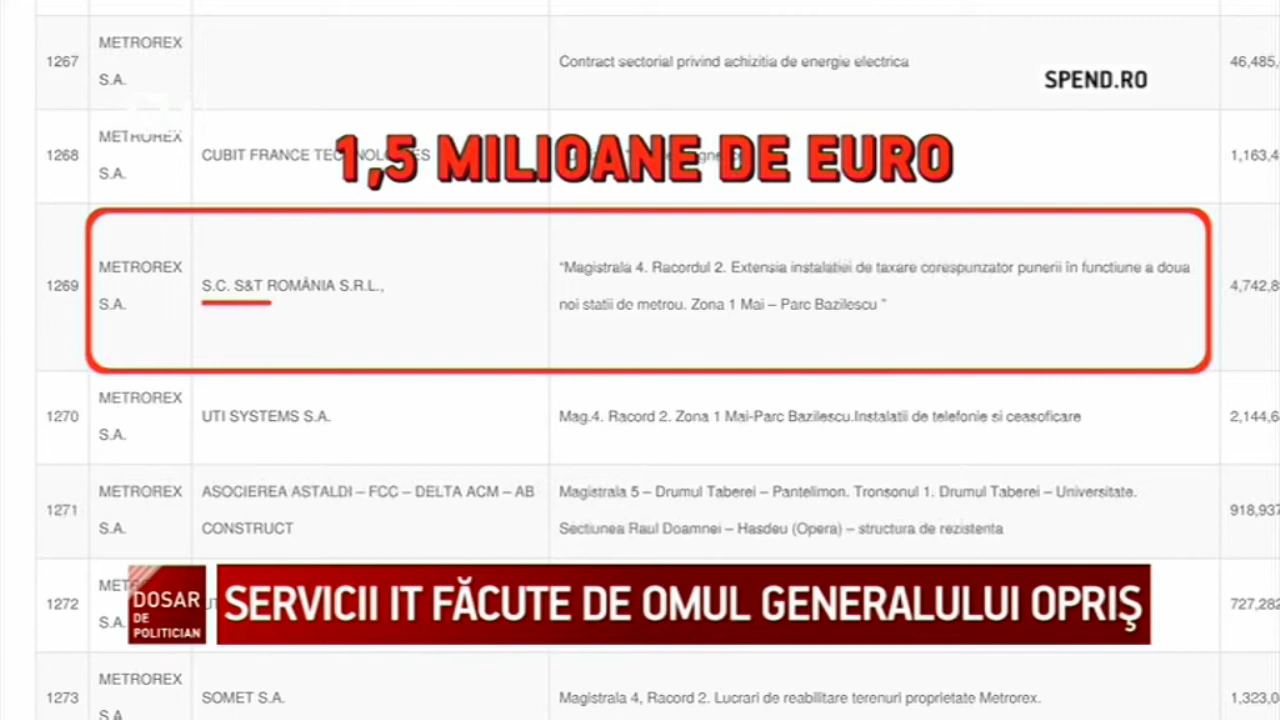 METROREX
S.A.
1267
Contract sectorial privind achizitia de energie electrica
46,485,
SPEND.RO
METROREX
S.A.
1268
1,163,4
1,5 MILIOANE DE EURO
CUBIT FRANCE
METROREX
S.A.
1269
S.C. S&T ROMÂNIA S.R.L.,
"Magistrala 4. Racordul 2. Extensia instalatiei de taxare corespunzator punerii în functiune a doua
noi statii de metrou. Zona 1 Mai – Parc Bazilescu "
4,742,8
METROREX
S.A.
1270
UTI SYSTEMS S.A.
Mag.4. Racord 2. Zona 1 Mai-Parc Bazilescu.Instalatii de telefonie si ceasoficare
2,144,6
METROREX
S.A.
1271
ASOCIEREA ASTALDI – FCC – DELTA ACM – AB
CONSTRUCT
Magistrala 5 – Drumul Taberei – Pantelimon. Tronsonul 1. Drumul Taberei – Universitate.
Sectiunea Raul Doamnei – Hasdeu (Opera) – structura de rezistenta
918,937
1272
S.A.
727,282
DOSAR
DE
POLITICIAN
SERVICII IT FĂCUTE DE OMUL GENERALULUI OPRIȘ
METROREX
S.A.
1273
SOMET S.A.
Magistrala 4, Racord 2. Lucrari de reabilitare terenuri proprietate Metrorex.
1,323,0